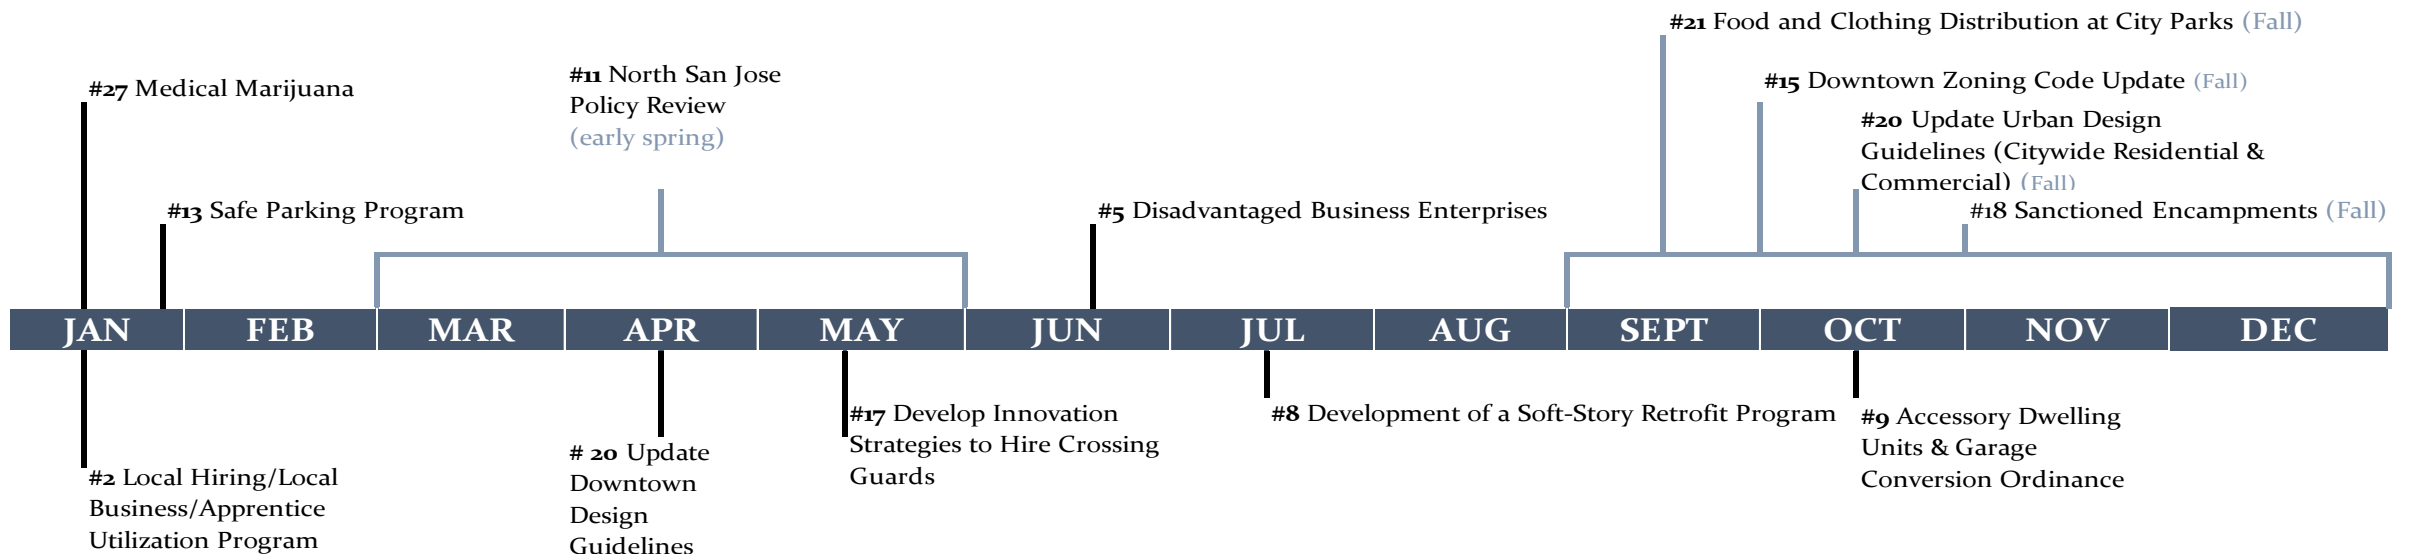 #21 Food and Clothing Distribution at City Parks (Fall)
#27 Medical Marijuana
#11 North San Jose
Policy Review
(early spring)
#15 Downtown Zoning Code Update (Fall)
#20 Update Urban Design
Guidelines (Citywide Residential &
Commercial) (Fall)
#13 Safe Parking Program
#5 Disadvantaged Business Enterprises
#18 Sanctioned Encampments (Fall)
JAN FEB MAR APR MAY JUN JUL AUG SEPT OCT NOV DEC
#2 Local Hiring/Local
Business/Apprentice
Utilization Program
# 20 Update
Downtown
Design
Guidelines
#17 Develop Innovation
Strategies to Hire Crossing
Guards
#8 Development of a Soft-Story Retrofit Program
#9 Accessory Dwelling
Units & Garage
Conversion Ordinance